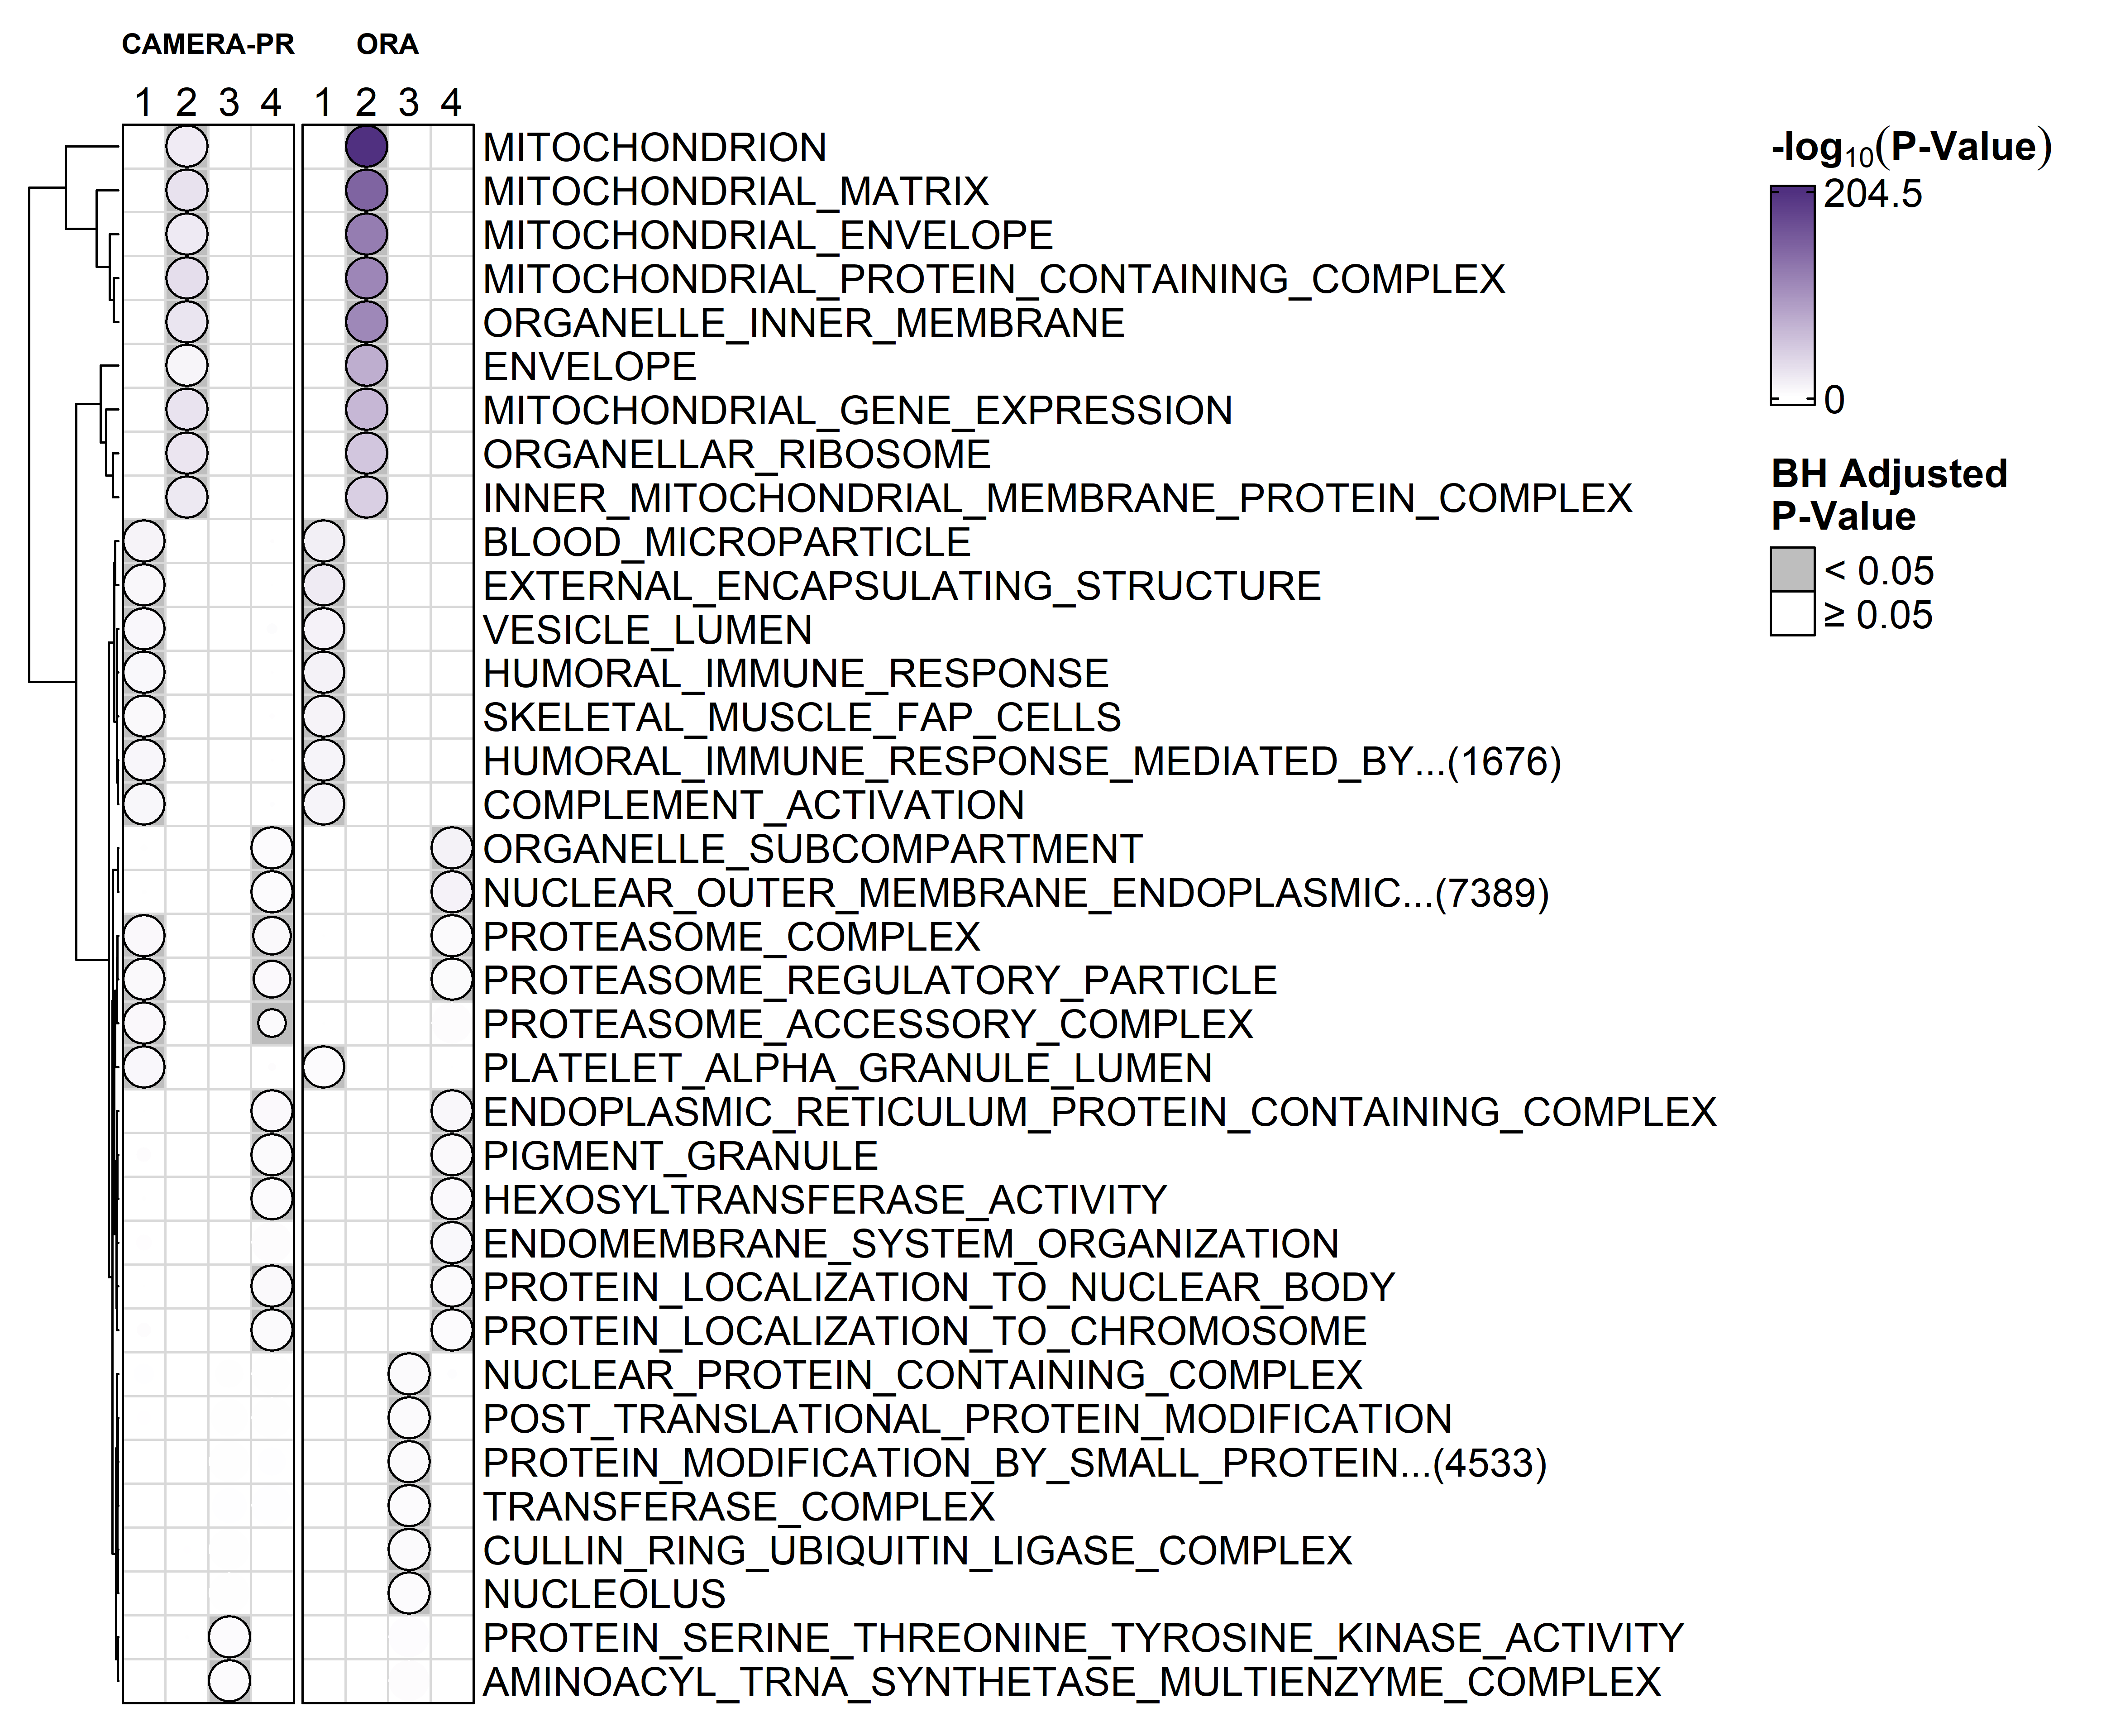 CAMERA-PR ORA
1 2 3 4 1 2 3 4
MITOCHONDRION
MITOCHONDRIAL_MATRIX
MITOCHONDRIAL_ENVELOPE
MITOCHONDRIAL_PROTEIN_CONTAINING_COMPLEX
ORGANELLE_INNER_MEMBRANE
ENVELOPE
MITOCHONDRIAL_GENE_EXPRESSION
ORGANELLAR_RIBOSOME
INNER_MITOCHONDRIAL_MEMBRANE_PROTEIN_COMPLEX
BLOOD_MICROPARTICLE
EXTERNAL_ENCAPSULATING_STRUCTURE
VESICLE_LUMEN
HUMORAL_IMMUNE_RESPONSE
SKELETAL_MUSCLE_FAP_CELLS
HUMORAL_IMMUNE_RESPONSE_MEDIATED_BY...(1676)
COMPLEMENT_ACTIVATION
ORGANELLE_SUBCOMPARTMENT
NUCLEAR_OUTER_MEMBRANE_ENDOPLASMIC...(7389)
PROTEASOME_COMPLEX
PROTEASOME_REGULATORY_PARTICLE
PROTEASOME_ACCESSORY_COMPLEX
PLATELET_ALPHA_GRANULE_LUMEN
ENDOPLASMIC_RETICULUM_PROTEIN_CONTAINING_COMPLEX
PIGMENT_GRANULE
HEXOSYLTRANSFERASE_ACTIVITY
ENDOMEMBRANE_SYSTEM_ORGANIZATION
PROTEIN_LOCALIZATION_TO_NUCLEAR_BODY
PROTEIN_LOCALIZATION_TO_CHROMOSOME
NUCLEAR_PROTEIN_CONTAINING_COMPLEX
POST_TRANSLATIONAL_PROTEIN_MODIFICATION
PROTEIN_MODIFICATION_BY_SMALL_PROTEIN...(4533)
TRANSFERASE_COMPLEX
CULLIN_RING_UBIQUITIN_LIGASE_COMPLEX
NUCLEOLUS
PROTEIN_SERINE_THREONINE_TYROSINE_KINASE_ACTIVITY
AMINOACYL_TRNA_SYNTHETASE_MULTIENZYME_COMPLEX
-log10(P-Value)
204.5
0
BH Adjusted
P-Value
< 0.05
≥ 0.05